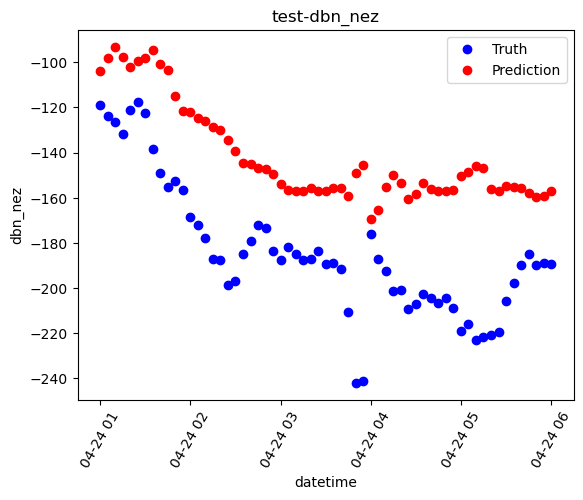 test-dbn_nez
Truth
Prediction
−100
−120
−140
−160
−180
−200
−220
−240
dbn_nez
04-24 01
04-24 02
04-24 03
04-24 04
04-24 05
04-24 06
datetime